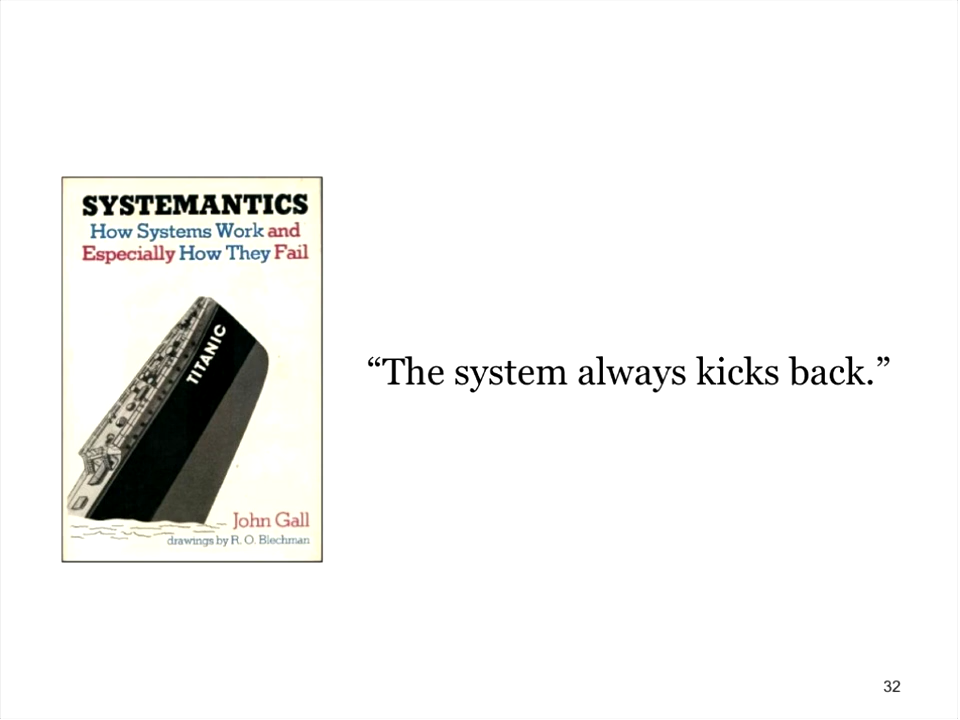 SYSTEMANTICS
How Systems Work and
Especially How They Fail
TITANIC
John Gall
drawings by R. O. Blechman
“The system always kicks back.”
32